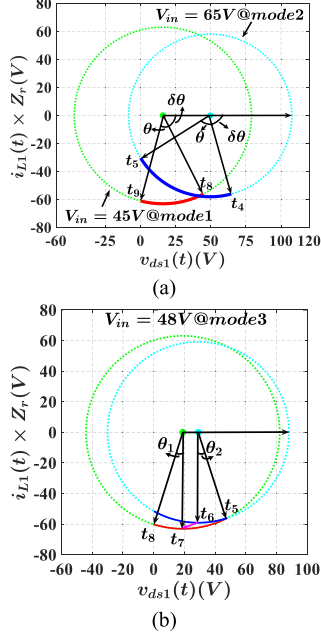 V_in = 65V@mode2
80
60
40
20
0
-20
-40
-60
-80
i_L1(t) × Z_r(V)
δθ
θ
θ
δθ
t_5
t_9
t_8
t_4
V_in = 45V@mode1
-50 -25 0 25 50 75 100 120
v_ds1(t)(V)
(a)
V_in = 48V@mode3
80
60
40
20
0
-20
-40
-60
-80
i_L1(t) × Z_r(V)
θ_1
θ_2
t_8
t_7
t_6
t_5
-60 -40 -20 0 20 40 60 80 100
v_ds1(t)(V)
(b)